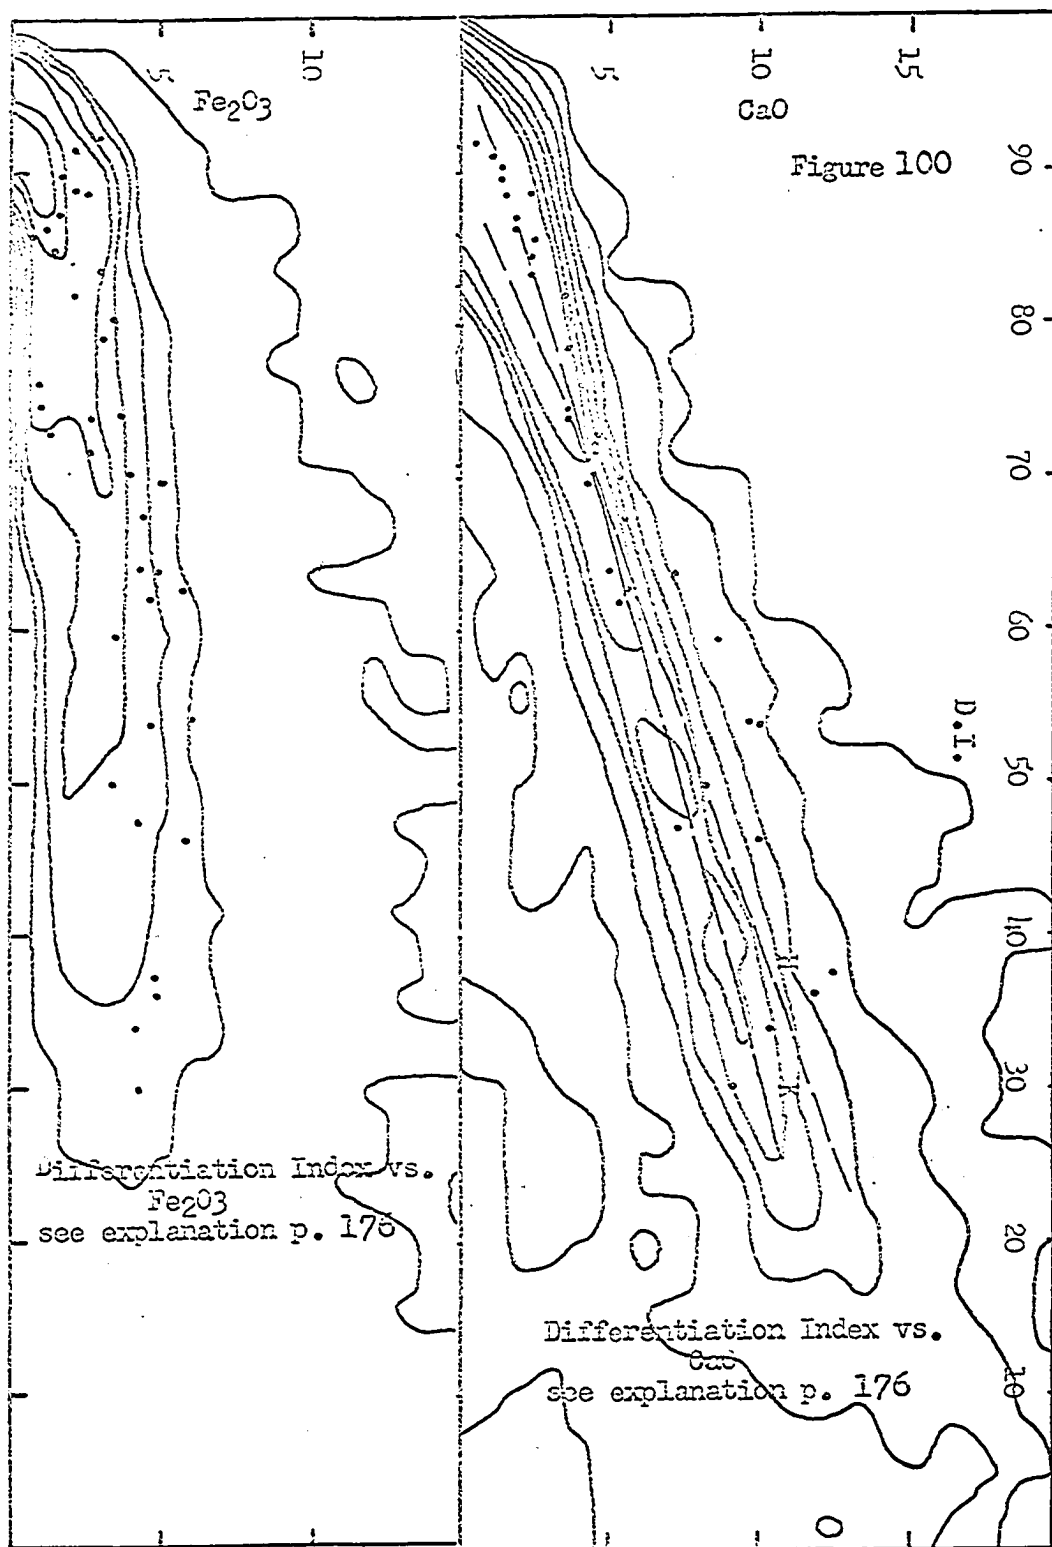 5
10
Fe₂O₃
5
10
15
CaO
Figure 100
90
80
70
60
D.I.
50
40
H
30
K
20
10
Differentiation Index vs.
Fe2O3
see explanation p. 176
Differentiation Index vs.
CaO
see explanation p. 176